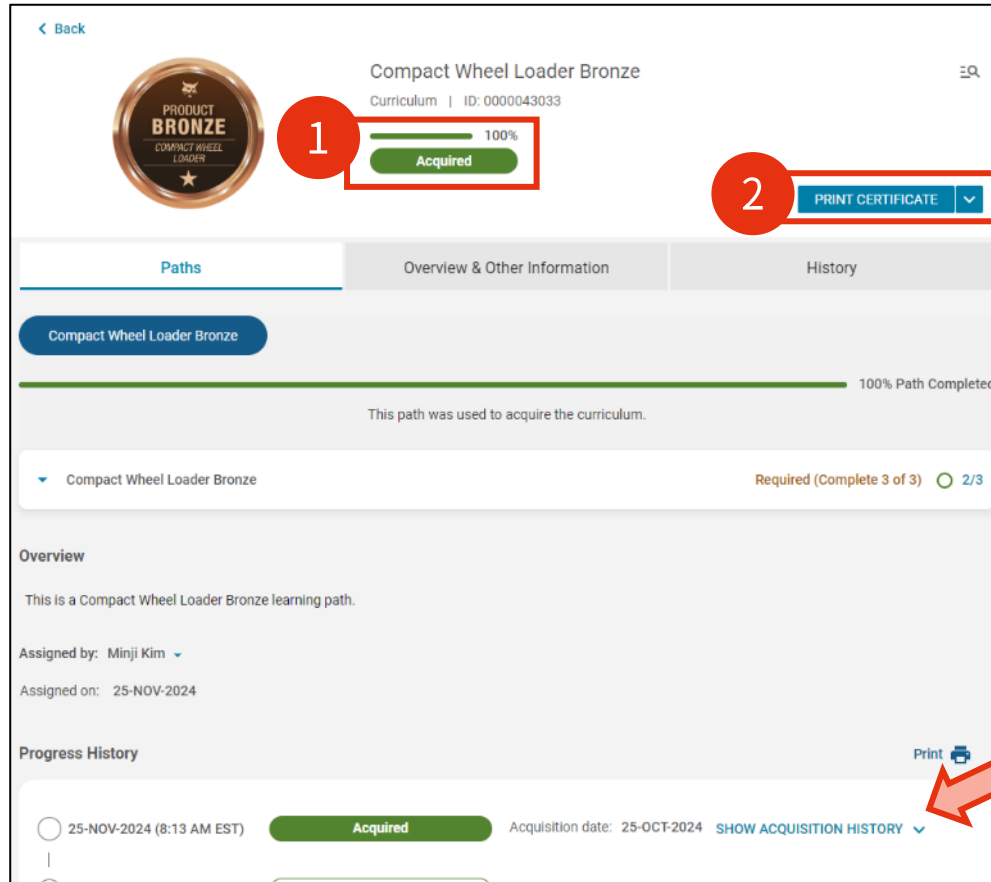 Back
PRODUCT
BRONZE
COMPACT WHEEL
LOADER
Compact Wheel Loader Bronze
Curriculum | ID: 0000043033
1
100%
Acquired
2
PRINT CERTIFICATE
Paths
Overview & Other Information
History
Compact Wheel Loader Bronze
100% Path Completed
This path was used to acquire the curriculum.
Compact Wheel Loader Bronze
Required (Complete 3 of 3) 2/3
Overview
This is a Compact Wheel Loader Bronze learning path.
Assigned by: Minji Kim
Assigned on: 25-NOV-2024
Progress History
Print
25-NOV-2024 (8:13 AM EST)
Acquired
Acquisition date: 25-OCT-2024 SHOW ACQUISITION HISTORY